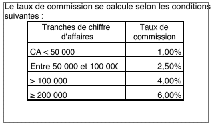 Le taux de commission se calcule selon les conditions
suivantes :
Tranches de chiffre d'affaires
Taux de commission
CA < 50 000 1,00%
Entre 50 000 et 100 000 2,50%
> 100 000 4,00%
≥ 200 000 6,00%